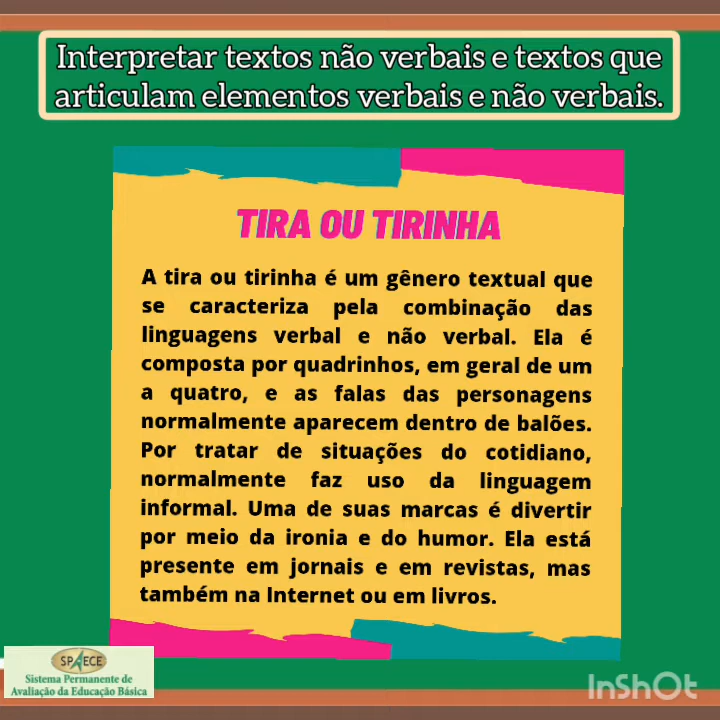 Interpretar textos não verbais e textos que
articulam elementos verbais e não verbais.
TIRA OU TIRINHA
A tira ou tirinha é um gênero textual que
se caracteriza pela combinação das
linguagens verbal e não verbal. Ela é
composta por quadrinhos, em geral de um
a quatro, e as falas das personagens
normalmente aparecem dentro de balões.
Por tratar de situações do cotidiano,
normalmente faz uso da linguagem
informal. Uma de suas marcas é divertir
por meio da ironia e do humor. Ela está
presente em jornais e em revistas, mas
também na Internet ou em livros.
SPAECE
Sistema Permanente de
Avaliação da Educação Básica
InShOt